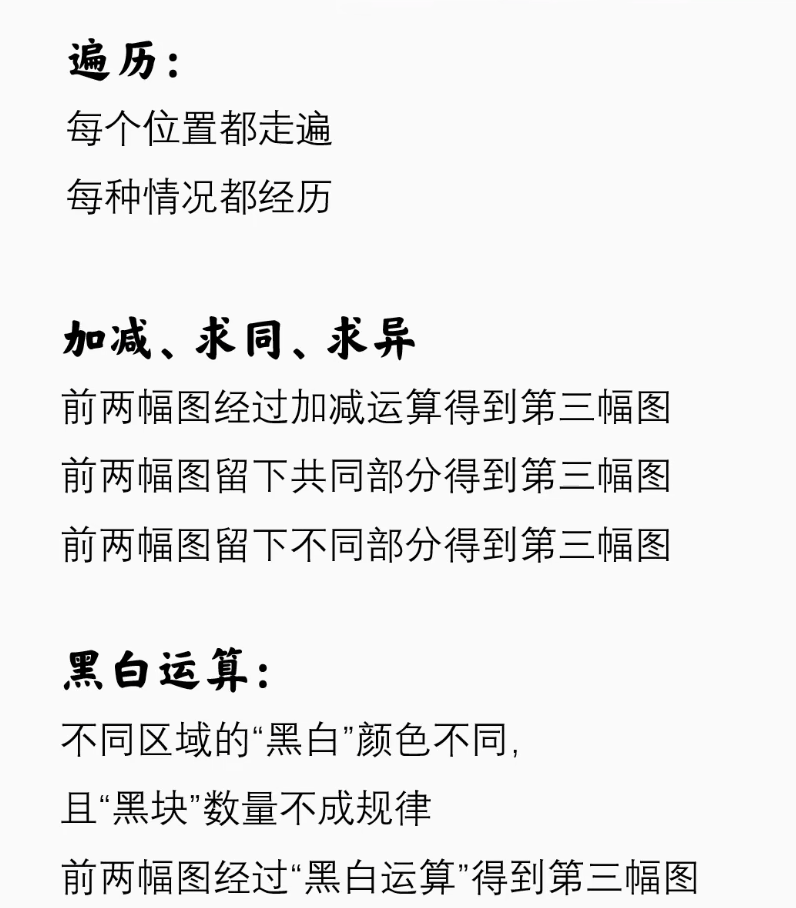 遍历：
每个位置都走遍
每种情况都经历
加减、求同、求异
前两幅图经过加减运算得到第三幅图
前两幅图留下共同部分得到第三幅图
前两幅图留下不同部分得到第三幅图
黑白运算：
不同区域的“黑白”颜色不同，
且“黑块”数量不成规律
前两幅图经过“黑白运算”得到第三幅图